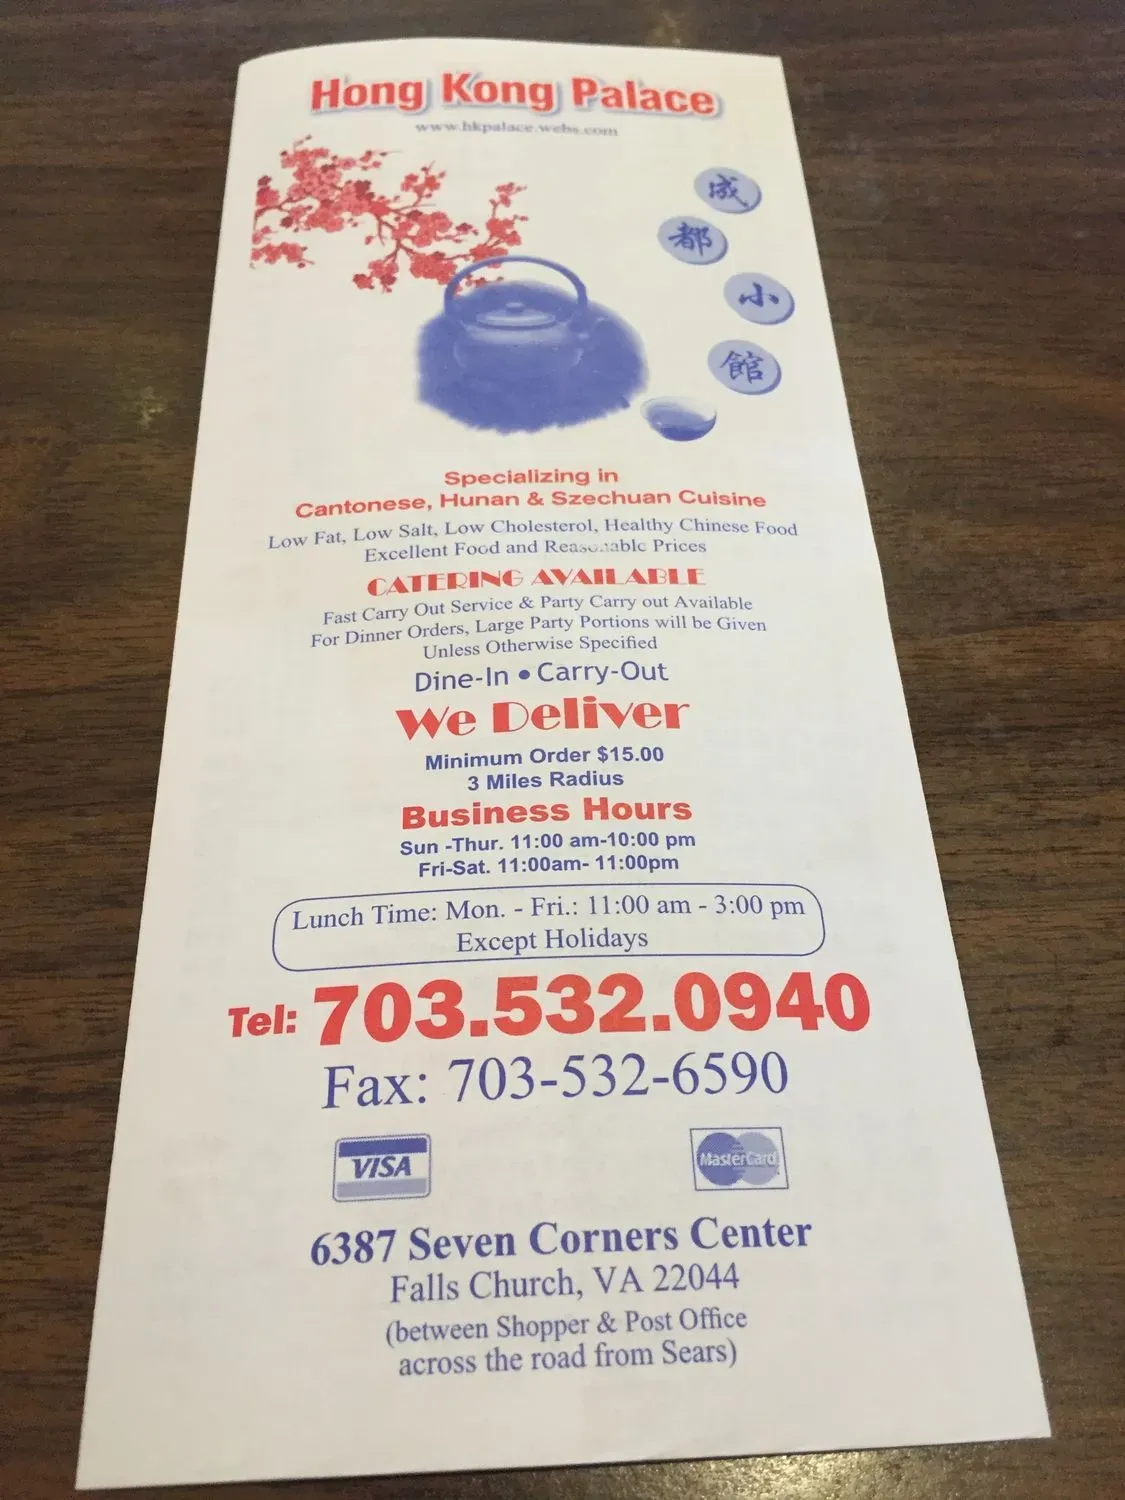 Hong Kong Palace
www.hkpalace.webs.com
成
都
小
館
Specializing in
Cantonese, Hunan & Szechuan Cuisine
Low Fat, Low Salt, Low Cholesterol, Healthy Chinese Food
Excellent Food and Reasonable Prices
CATERING AVAILABLE
Fast Carry Out Service & Party Carry out Available
For Dinner Orders, Large Party Portions will be Given
Unless Otherwise Specified
Dine-In • Carry-Out
We Deliver
Minimum Order $15.00
3 Miles Radius
Business Hours
Sun -Thur. 11:00 am-10:00 pm
Fri-Sat. 11:00am- 11:00pm
Lunch Time: Mon. - Fri.: 11:00 am - 3:00 pm
Except Holidays
Tel: 703.532.0940
Fax: 703-532-6590
VISA MasterCard
6387 Seven Corners Center
Falls Church, VA 22044
(between Shopper & Post Office
across the road from Sears)